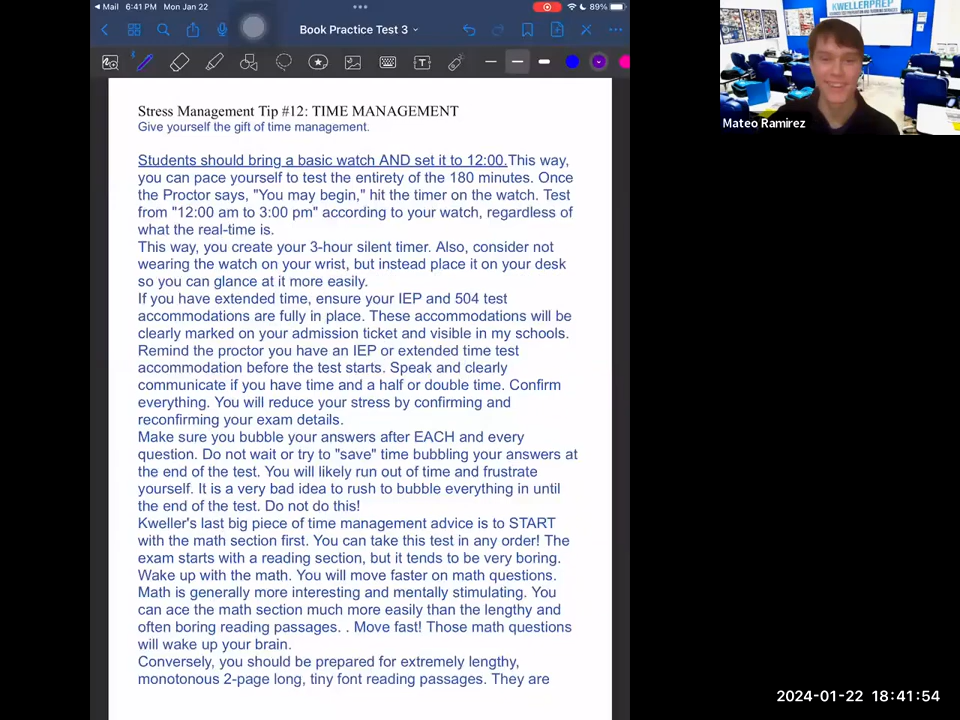 Mail 6:41 PM Mon Jan 22 89%
Book Practice Test 3
KWELLERPREP
Mateo Ramirez
Stress Management Tip #12: TIME MANAGEMENT
Give yourself the gift of time management.
Students should bring a basic watch AND set it to 12:00.This way,
you can pace yourself to test the entirety of the 180 minutes. Once
the Proctor says, "You may begin," hit the timer on the watch. Test
from "12:00 am to 3:00 pm" according to your watch, regardless of
what the real-time is.
This way, you create your 3-hour silent timer. Also, consider not
wearing the watch on your wrist, but instead place it on your desk
so you can glance at it more easily.
If you have extended time, ensure your IEP and 504 test
accommodations are fully in place. These accommodations will be
clearly marked on your admission ticket and visible in my schools.
Remind the proctor you have an IEP or extended time test
accommodation before the test starts. Speak and clearly
communicate if you have time and a half or double time. Confirm
everything. You will reduce your stress by confirming and
reconfirming your exam details.
Make sure you bubble your answers after EACH and every
question. Do not wait or try to "save" time bubbling your answers at
the end of the test. You will likely run out of time and frustrate
yourself. It is a very bad idea to rush to bubble everything in until
the end of the test. Do not do this!
Kweller's last big piece of time management advice is to START
with the math section first. You can take this test in any order! The
exam starts with a reading section, but it tends to be very boring.
Wake up with the math. You will move faster on math questions.
Math is generally more interesting and mentally stimulating. You
can ace the math section much more easily than the lengthy and
often boring reading passages. . Move fast! Those math questions
will wake up your brain.
Conversely, you should be prepared for extremely lengthy,
monotonous 2-page long, tiny font reading passages. They are
2024-01-22 18:41:54